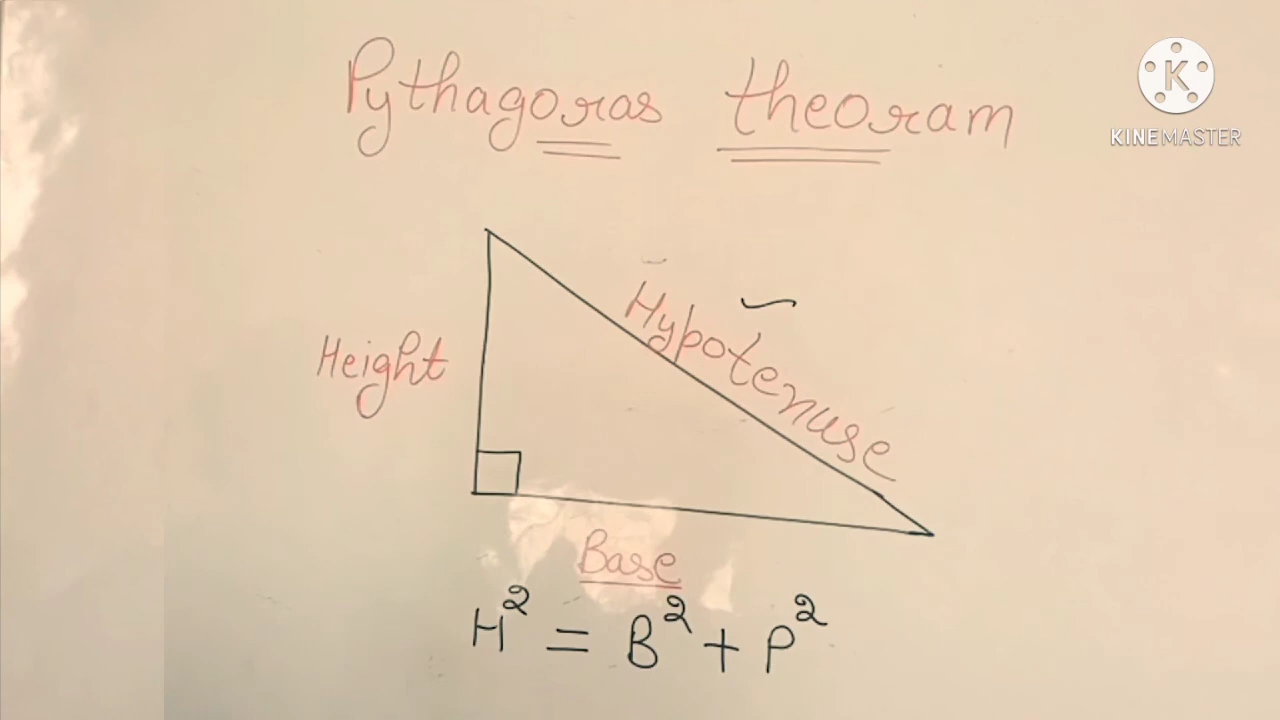 Pythagoras theoram
K
KINEMASTER
Hypotenuse
Height
Base
H² = B² + P²